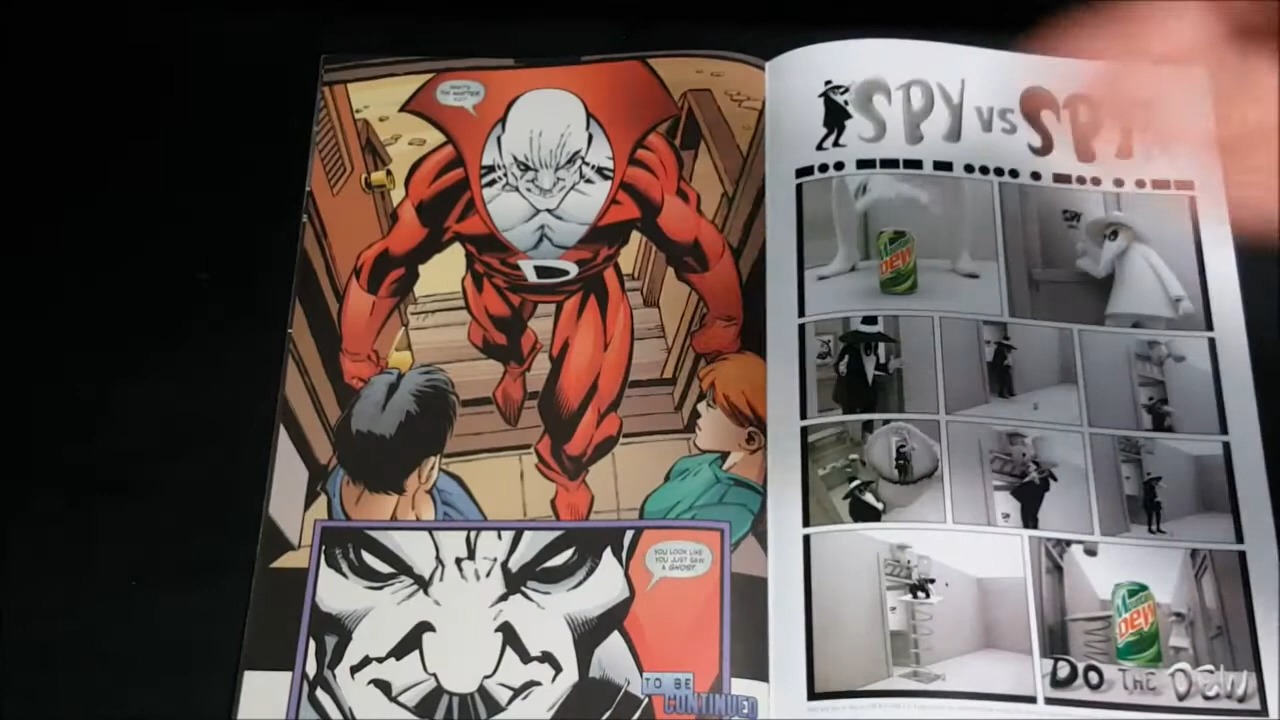 WHAT'S
THE MATTER
KID?
D
YOU LOOK LIKE
YOU JUST SAW
A GHOST.
TO BE
CONTINUED
SPY vs SPY
Mountain
Dew
SPY
Mountain
Dew
DO THE DEW